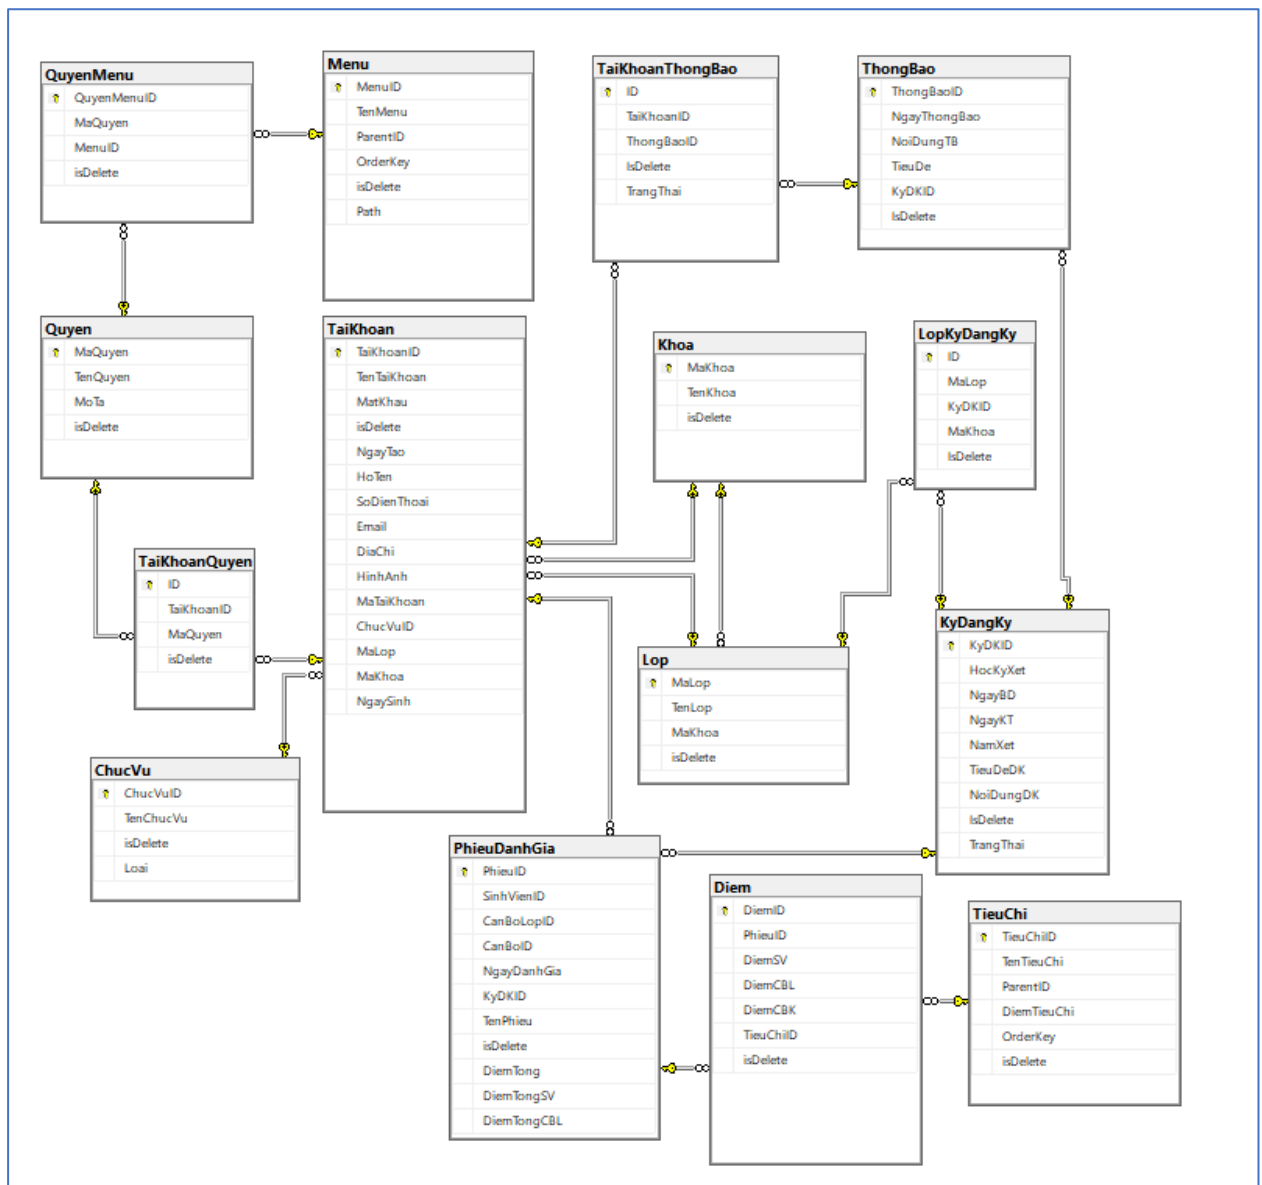 QuyenMenu
QuyenMenuID
MaQuyen
MenuID
isDelete
Menu
MenuID
TenMenu
ParentID
OrderKey
isDelete
Path
TaiKhoanThongBao
ID
TaiKhoanID
ThongBaoID
IsDelete
TrangThai
ThongBao
ThongBaoID
NgayThongBao
NoiDungTB
TieuDe
KyDKID
IsDelete
Quyen
MaQuyen
TenQuyen
MoTa
isDelete
TaiKhoan
TaiKhoanID
TenTaiKhoan
MatKhau
isDelete
NgayTao
HoTen
SoDienThoai
Email
DiaChi
HinhAnh
MaTaiKhoan
ChucVuID
MaLop
MaKhoa
NgaySinh
Khoa
MaKhoa
TenKhoa
isDelete
LopKyDangKy
ID
MaLop
KyDKID
MaKhoa
IsDelete
TaiKhoanQuyen
ID
TaiKhoanID
MaQuyen
isDelete
Lop
MaLop
TenLop
MaKhoa
isDelete
KyDangKy
KyDKID
HocKyXet
NgayBD
NgayKT
NamXet
TieuDeDK
NoiDungDK
IsDelete
TrangThai
ChucVu
ChucVuID
TenChucVu
isDelete
Loai
PhieuDanhGia
PhieuID
SinhVienID
CanBoLopID
CanBoID
NgayDanhGia
KyDKID
TenPhieu
isDelete
DiemTong
DiemTongSV
DiemTongCBL
Diem
DiemID
PhieuID
DiemSV
DiemCBL
DiemCBK
TieuChiID
isDelete
TieuChi
TieuChiID
TenTieuChi
ParentID
DiemTieuChi
OrderKey
isDelete